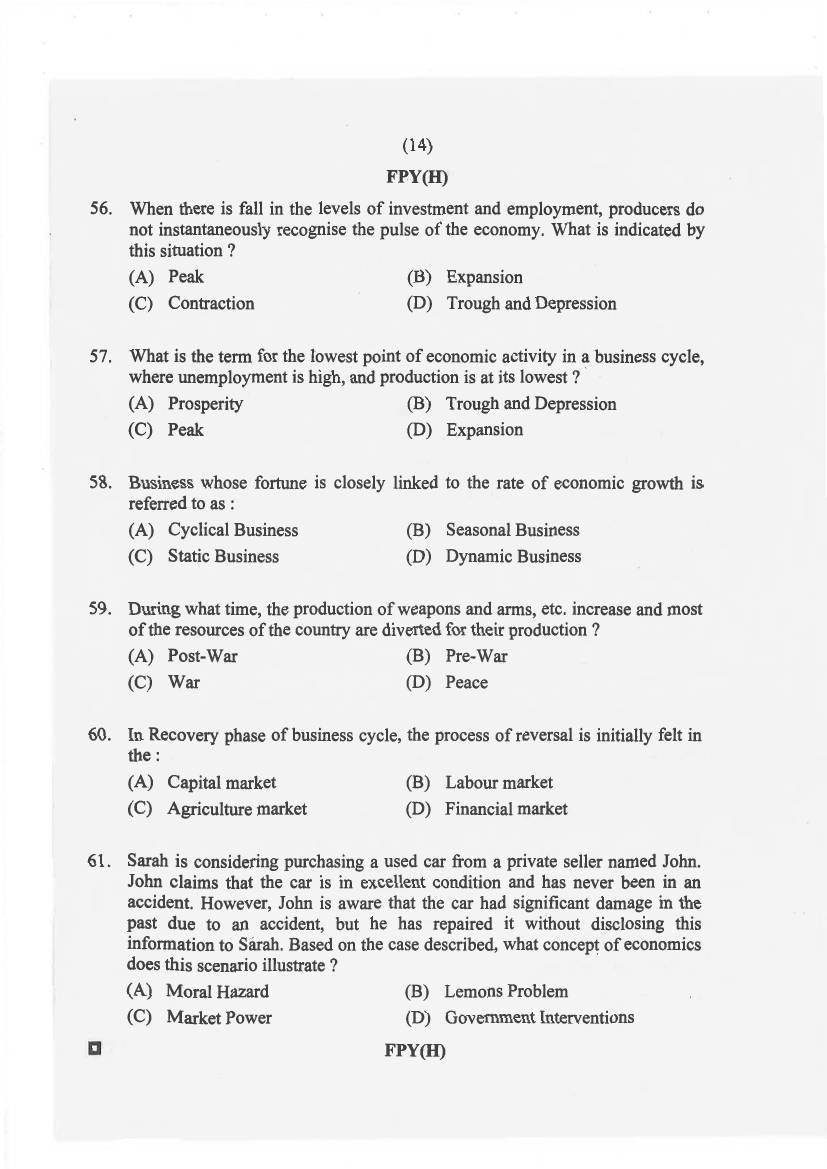 (14)
FPY(H)
56. When there is fall in the levels of investment and employment, producers do
not instantaneously recognise the pulse of the economy. What is indicated by
this situation ?
(A) Peak (B) Expansion
(C) Contraction (D) Trough and Depression
57. What is the term for the lowest point of economic activity in a business cycle,
where unemployment is high, and production is at its lowest ?
(A) Prosperity (B) Trough and Depression
(C) Peak (D) Expansion
58. Business whose fortune is closely linked to the rate of economic growth is
referred to as :
(A) Cyclical Business (B) Seasonal Business
(C) Static Business (D) Dynamic Business
59. During what time, the production of weapons and arms, etc. increase and most
of the resources of the country are diverted for their production ?
(A) Post-War (B) Pre-War
(C) War (D) Peace
60. In Recovery phase of business cycle, the process of reversal is initially felt in
the :
(A) Capital market (B) Labour market
(C) Agriculture market (D) Financial market
61. Sarah is considering purchasing a used car from a private seller named John.
John claims that the car is in excellent condition and has never been in an
accident. However, John is aware that the car had significant damage in the
past due to an accident, but he has repaired it without disclosing this
information to Sarah. Based on the case described, what concept of economics
does this scenario illustrate ?
(A) Moral Hazard (B) Lemons Problem
(C) Market Power (D) Government Interventions
FPY(H)